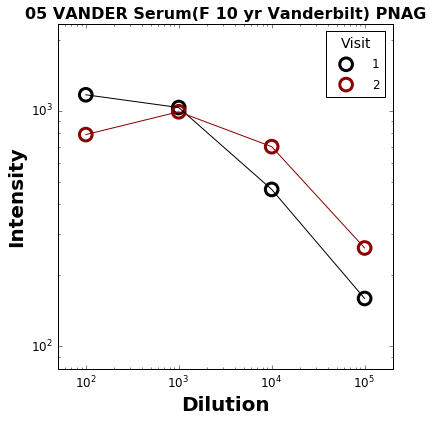 05 VANDER Serum(F 10 yr Vanderbilt) PNAG
Visit
1
2
10³
10²
Intensity
10² 10³ 10⁴ 10⁵
Dilution